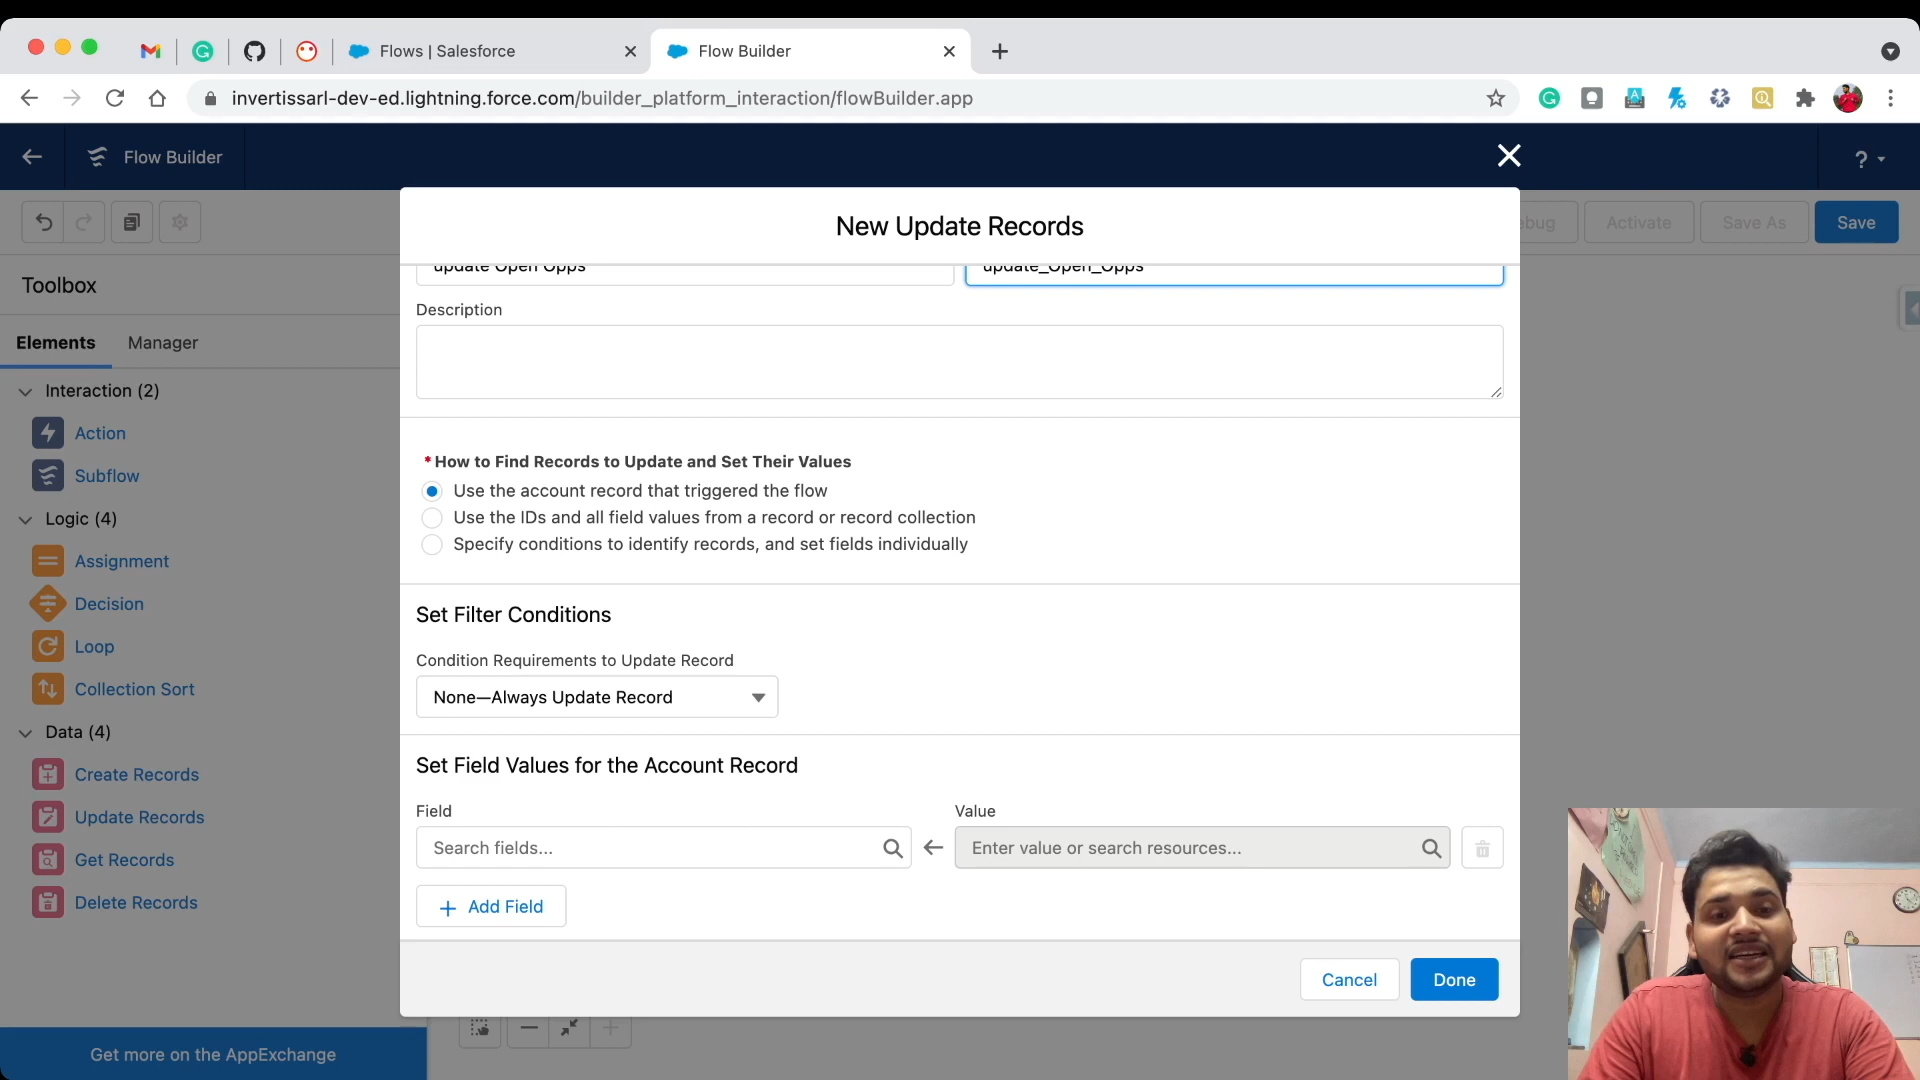 Flows | Salesforce
Flow Builder
invertissarl-dev-ed.lightning.force.com/builder_platform_interaction/flowBuilder.app
Flow Builder
?
New Update Records
ebug
Activate
Save As
Save
Toolbox
update Open Opps
update_Open_Opps
Description
Elements
Manager
Interaction (2)
Action
Subflow
Logic (4)
Assignment
Decision
Loop
Collection Sort
Data (4)
Create Records
Update Records
Get Records
Delete Records
*How to Find Records to Update and Set Their Values
Use the account record that triggered the flow
Use the IDs and all field values from a record or record collection
Specify conditions to identify records, and set fields individually
Set Filter Conditions
Condition Requirements to Update Record
None—Always Update Record
Set Field Values for the Account Record
Field
Value
Search fields...
Enter value or search resources...
+ Add Field
Cancel
Done
Get more on the AppExchange